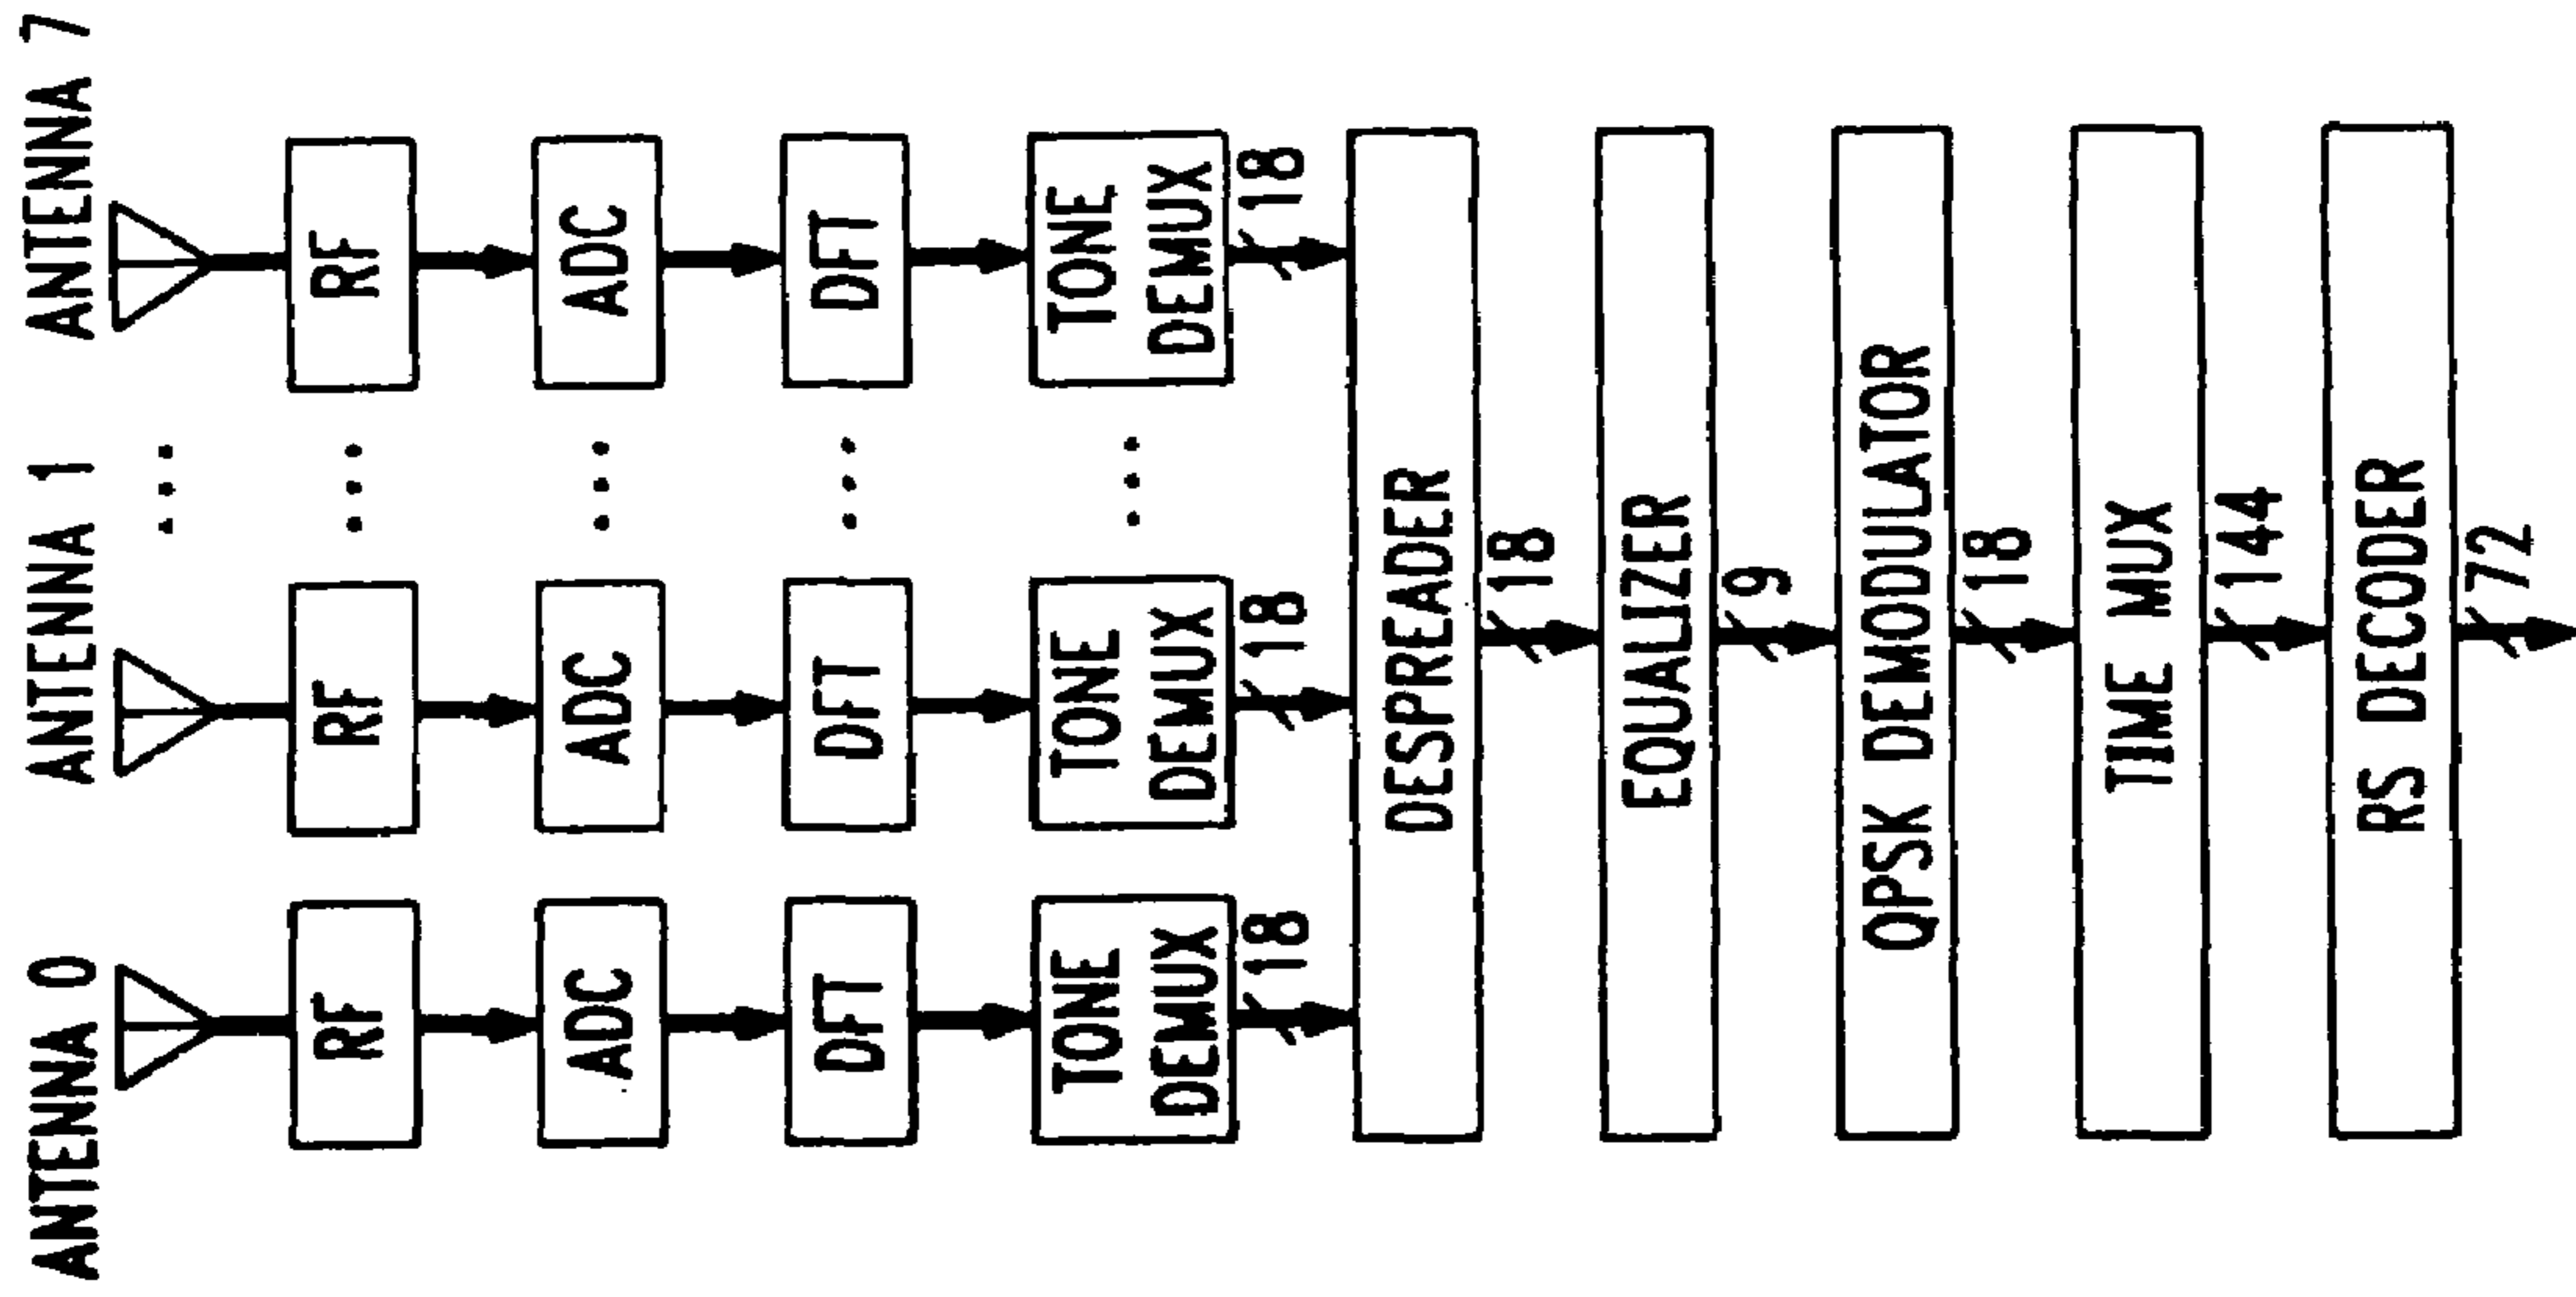 ANTENNA 0
ANTENNA 1
ANTENNA 7
...
RF
RF
...
RF
ADC
ADC
...
ADC
DFT
DFT
...
DFT
TONE
DEMUX
TONE
DEMUX
...
TONE
DEMUX
18
18
18
DESPREADER
18
EQUALIZER
9
QPSK DEMODULATOR
18
TIME MUX
144
RS DECODER
72